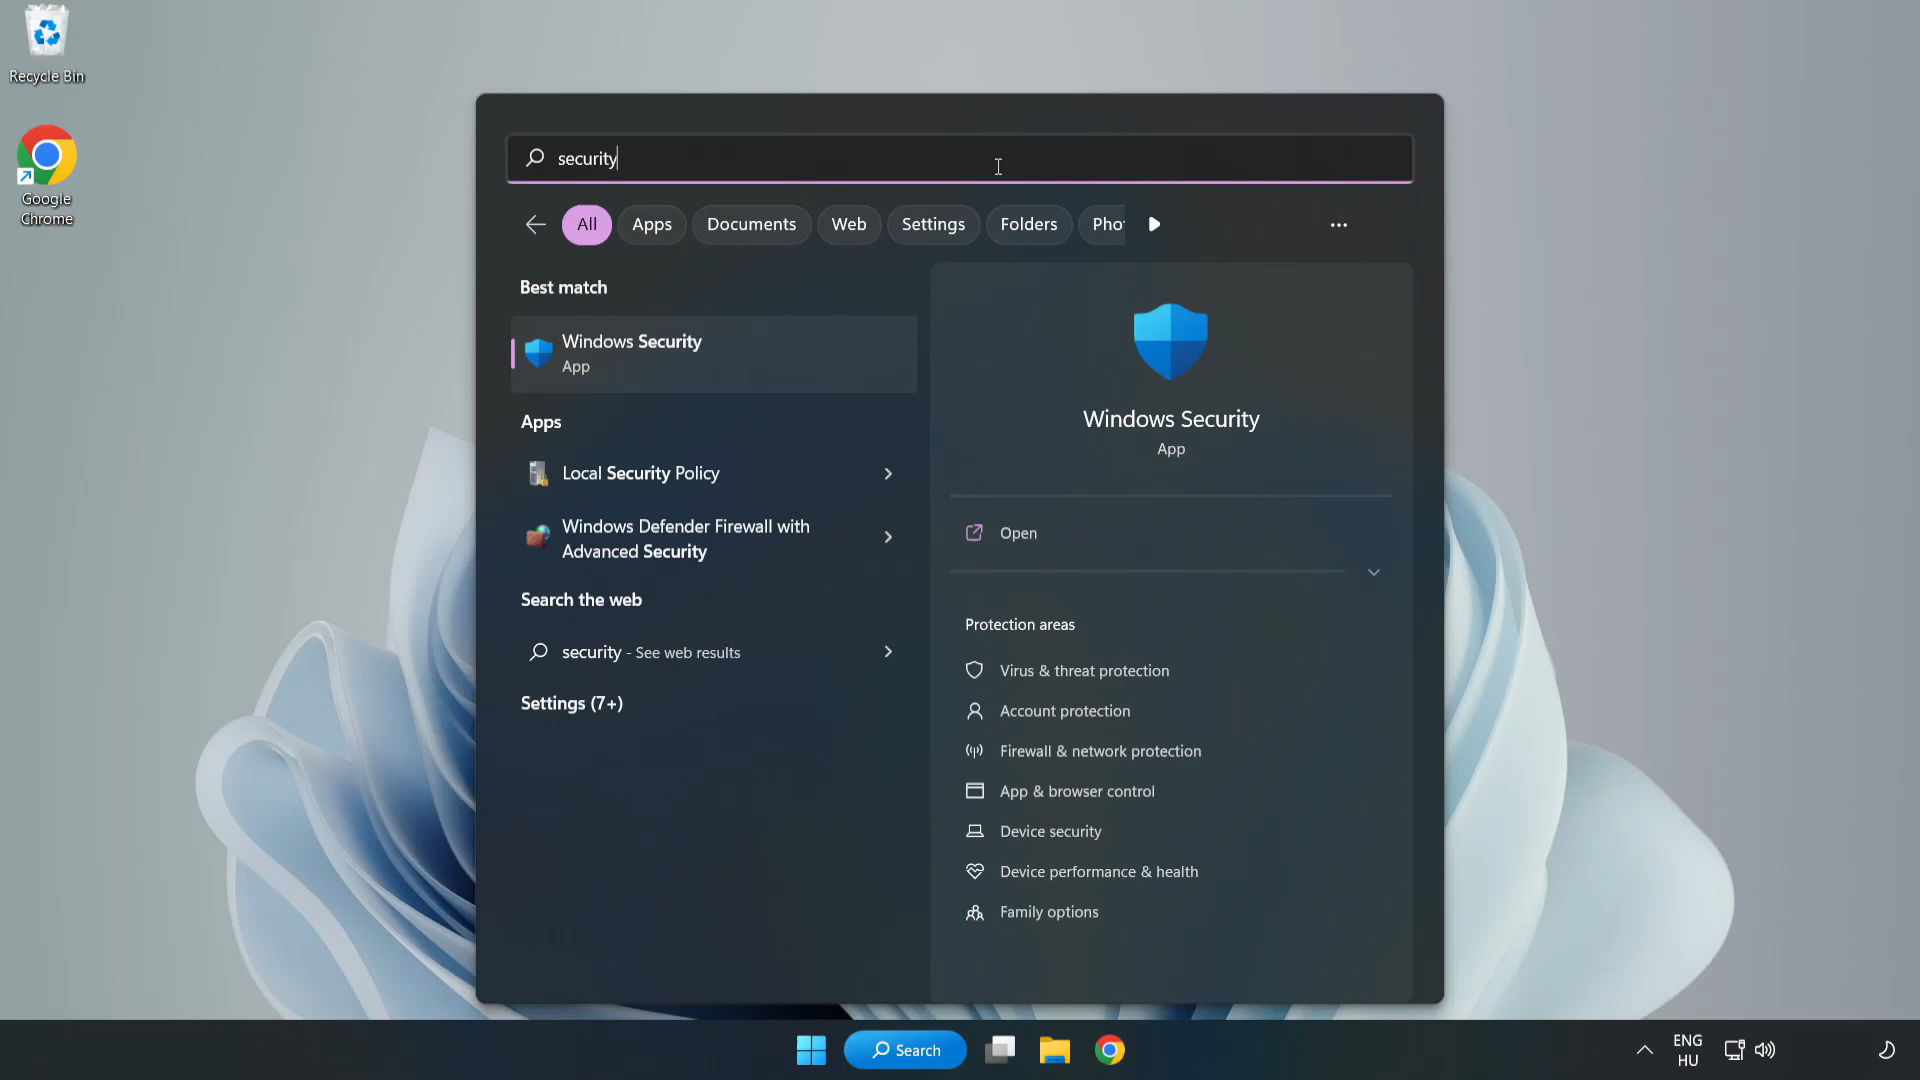 Recycle Bin
Google
Chrome
security
All
Apps
Documents
Web
Settings
Folders
Pho
Best match
Windows Security
App
Apps
Local Security Policy
Windows Defender Firewall with
Advanced Security
Search the web
security - See web results
Settings (7+)
Windows Security
App
Open
Protection areas
Virus & threat protection
Account protection
Firewall & network protection
App & browser control
Device security
Device performance & health
Family options
Search
ENG
HU